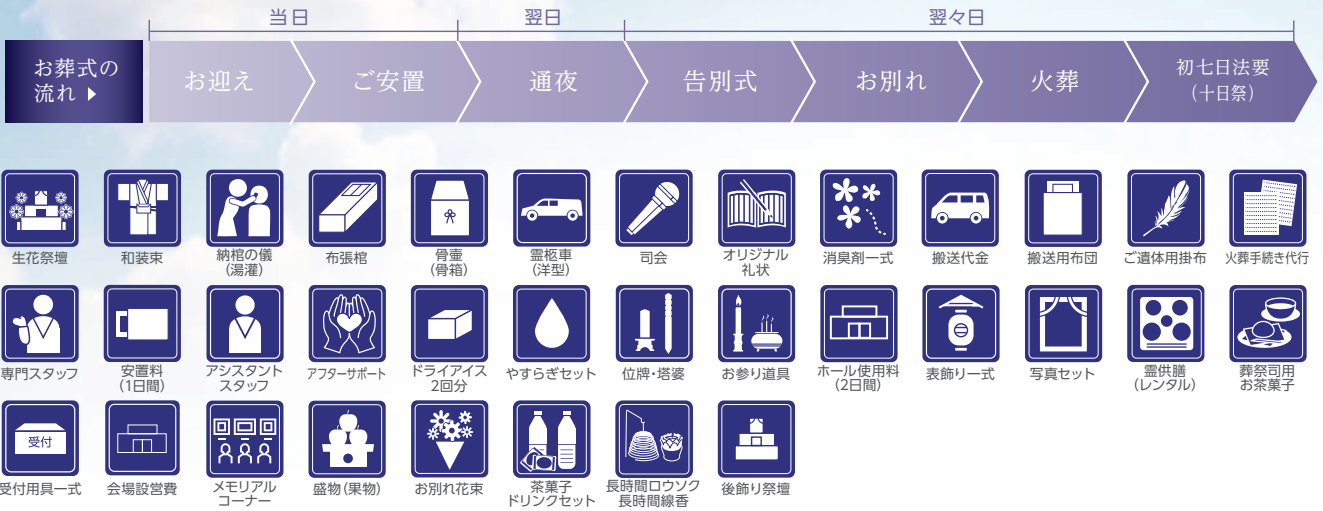 当日
翌日
翌々日
お葬式の
流れ▶
お迎え
ご安置
通夜
告別式
お別れ
火葬
初七日法要
(十日祭)
生花祭壇
和装束
納棺の儀
(湯灌)
布張棺
骨壷
(骨箱)
霊柩車
(洋型)
司会
オリジナル
礼状
消臭剤一式
搬送代金
搬送用布団
ご遺体用掛布
火葬手続き代行
専門スタッフ
安置料
(1日間)
アシスタント
スタッフ
アフターサポート
ドライアイス
2回分
やすらぎセット
位牌・塔婆
お参り道具
ホール使用料
(2日間)
表飾り一式
写真セット
霊供膳
(レンタル)
葬祭司用
お茶菓子
受付
受付用具一式
会場設営費
メモリアル
コーナー
盛物(果物)
お別れ花束
茶菓子
ドリンクセット
長時間ロウソク
長時間線香
後飾り祭壇